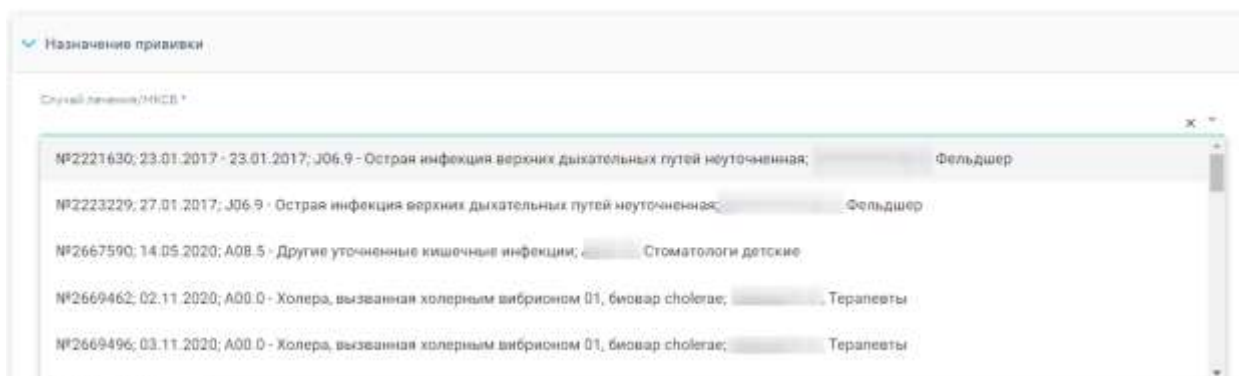 Назначение прививки
Случай лечения/МКСБ *
№2221630; 23.01.2017 - 23.01.2017; J06.9 - Острая инфекция верхних дыхательных путей неуточненная; Фельдшер
№2223229; 27.01.2017; J06.9 - Острая инфекция верхних дыхательных путей неуточненная; Фельдшер
№2667590; 14.05.2020; A08.5 - Другие уточненные кишечные инфекции; Стоматологи детские
№2669462; 02.11.2020; A00.0 - Холера, вызванная холерным вибрионом 01, биовар cholerae; Терапевты
№2669496; 03.11.2020; A00.0 - Холера, вызванная холерным вибрионом 01, биовар cholerae; Терапевты